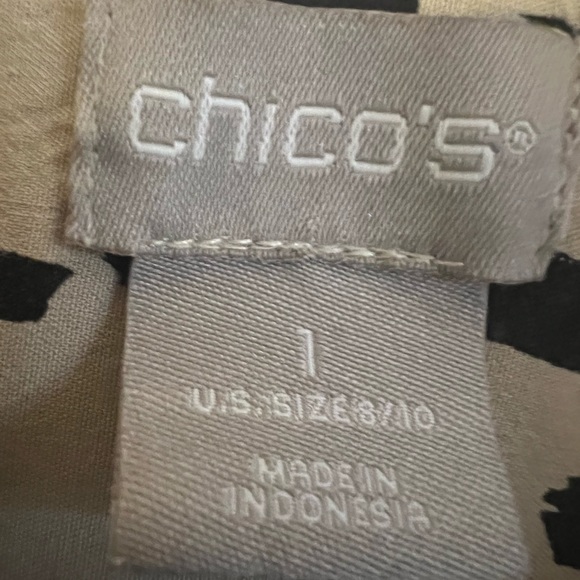 chico's®
1
U.S. SIZE 8/10
MADE IN
INDONESIA